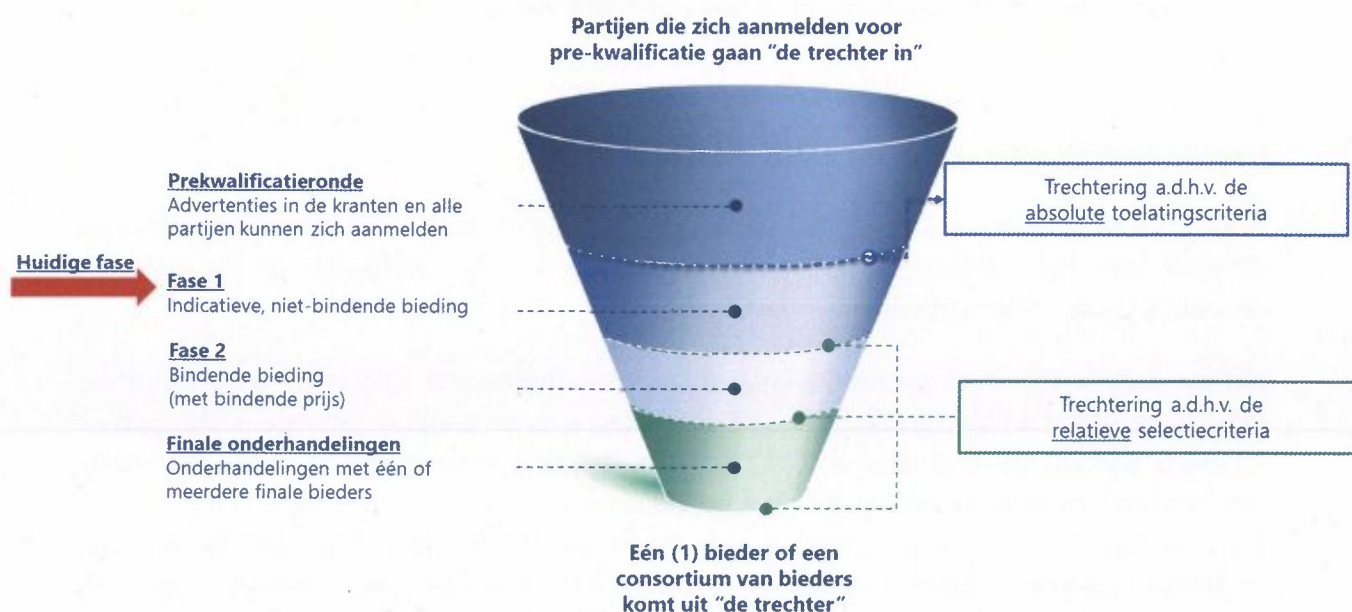 Partijen die zich aanmelden voor
pre-kwalificatie gaan "de trechter in"
Prekwalificatieronde
Advertenties in de kranten en alle
partijen kunnen zich aanmelden
Trechtering a.d.h.v. de
absolute toelatingscriteria
Huidige fase
Fase 1
Indicatieve, niet-bindende bieding
Fase 2
Bindende bieding
(met bindende prijs)
Trechtering a.d.h.v. de
relatieve selectiecriteria
Finale onderhandelingen
Onderhandelingen met één of
meerdere finale bieders
Eén (1) bieder of een
consortium van bieders
komt uit "de trechter"